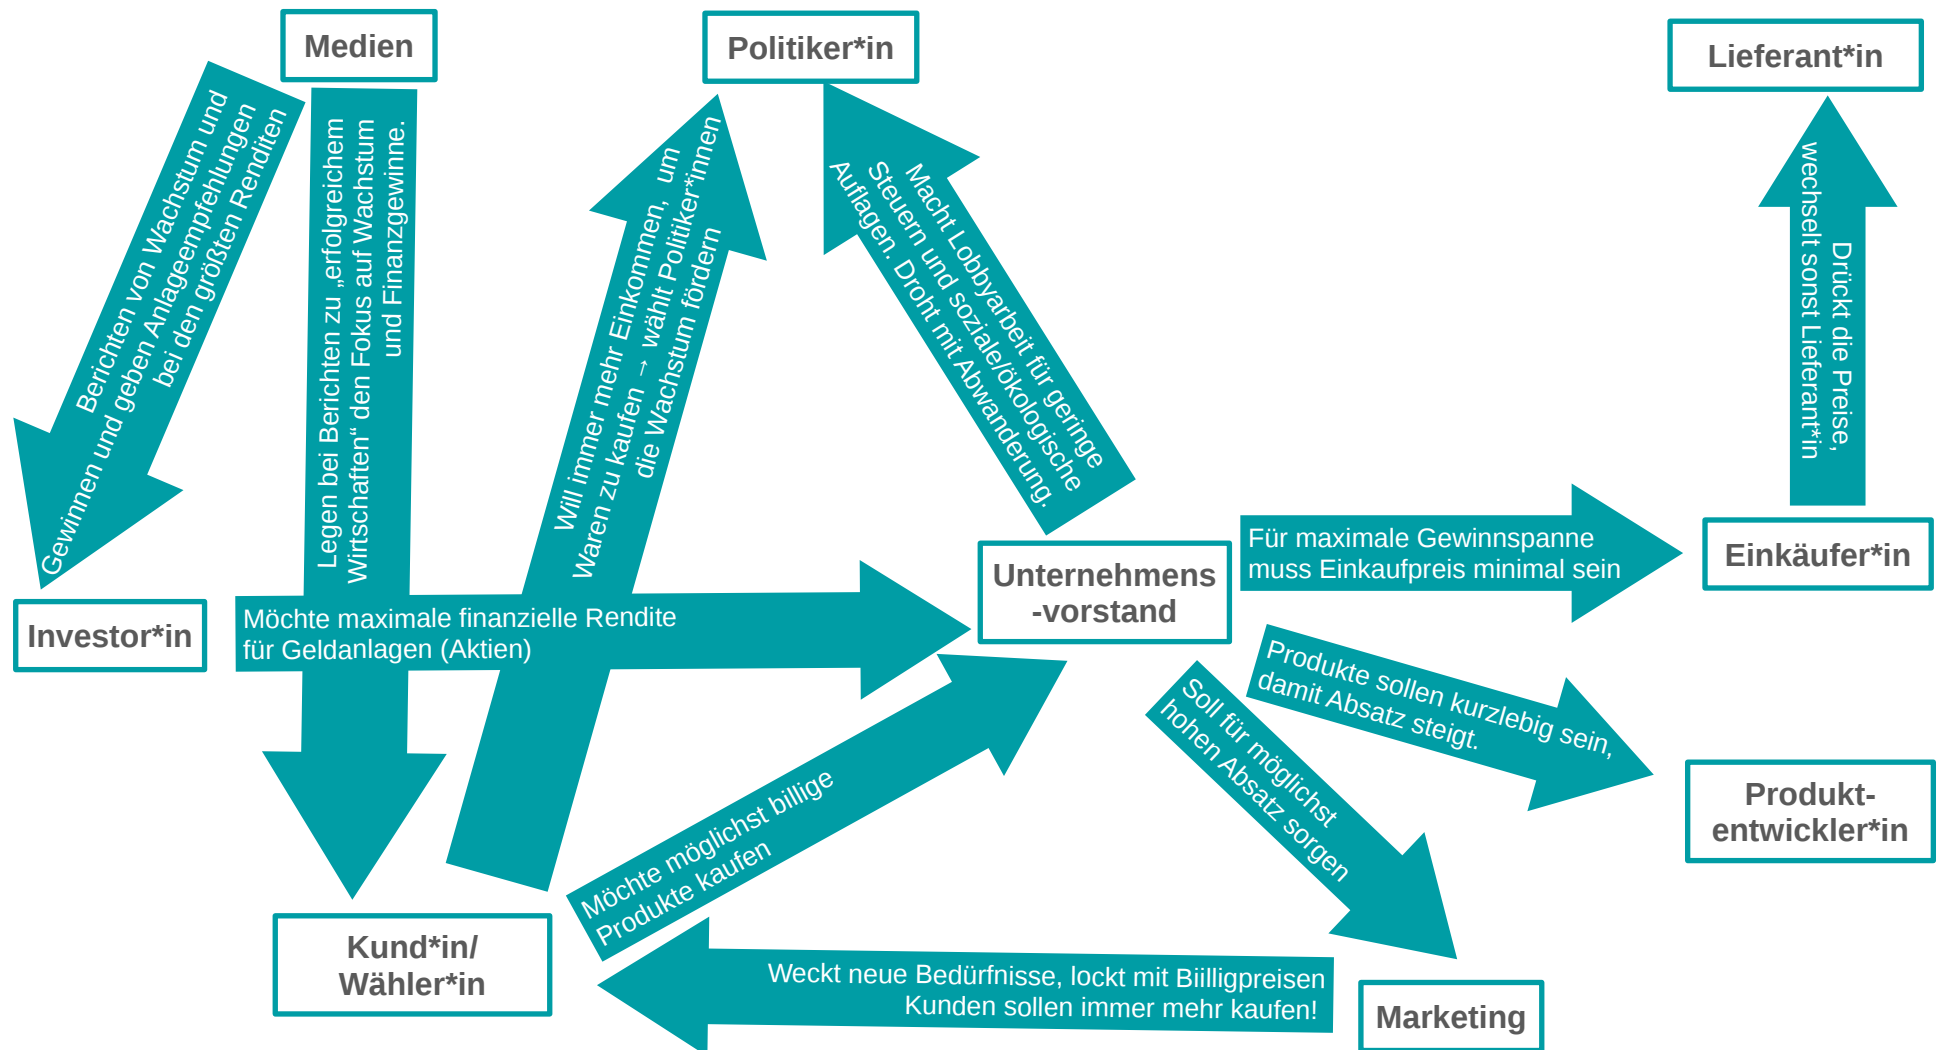 Medien
Politiker*in
Lieferant*in
Berichten von Wachstum und
Gewinnen und geben Anlageempfehlungen
bei den größten Renditen
Legen bei Berichten zu „erfolgreichem
Wirtschaften“ den Fokus auf Wachstum
und Finanzgewinne.
Will immer mehr Einkommen, um
Waren zu kaufen → wählt Politiker*innen
die Wachstum fördern
Macht Lobbyarbeit für geringe
Steuern und soziale/ökologische
Auflagen. Droht mit Abwanderung.
Drückt die Preise,
wechselt sonst Lieferant*in
Investor*in
Möchte maximale finanzielle Rendite
für Geldanlagen (Aktien)
Unternehmens
-vorstand
Für maximale Gewinnspanne
muss Einkaufpreis minimal sein
Einkäufer*in
Produkte sollen kurzlebig sein,
damit Absatz steigt.
Produkt-
entwickler*in
Soll für möglichst
hohen Absatz sorgen
Möchte möglichst billige
Produkte kaufen
Kund*in/
Wähler*in
Weckt neue Bedürfnisse, lockt mit Biilligpreisen
Kunden sollen immer mehr kaufen!
Marketing